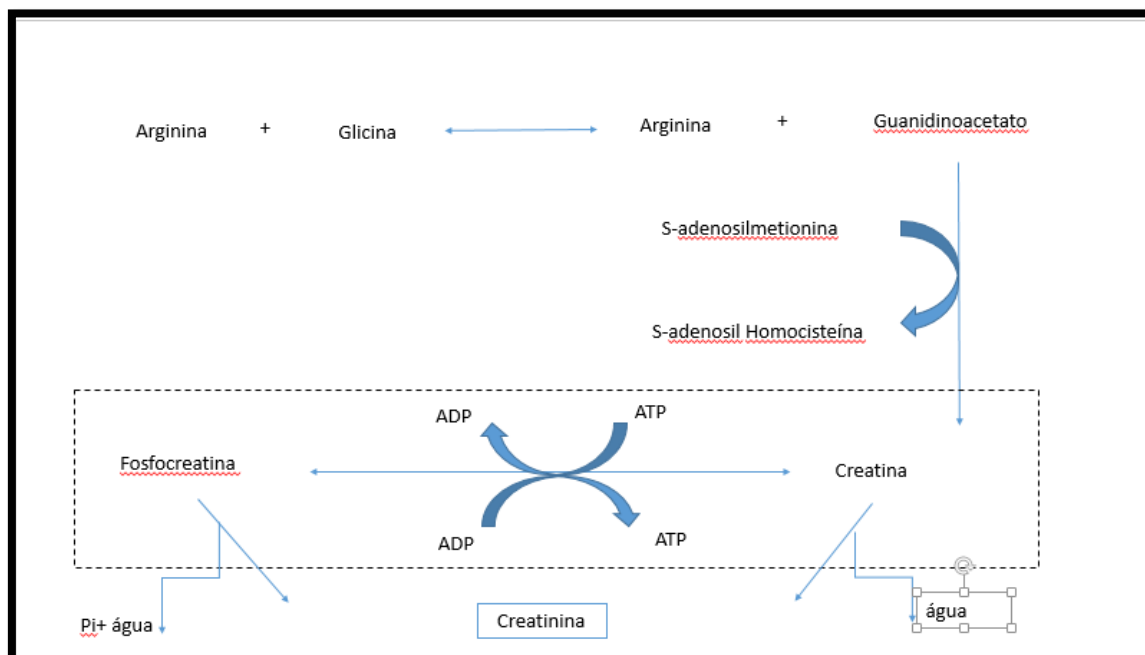 Arginina + Glicina Arginina + Guanidinoacetato
S-adenosilmetionina
S-adenosil Homocisteína
ADP ATP
Fosfocreatina Creatina
ADP ATP
Pi+ água Creatinina água